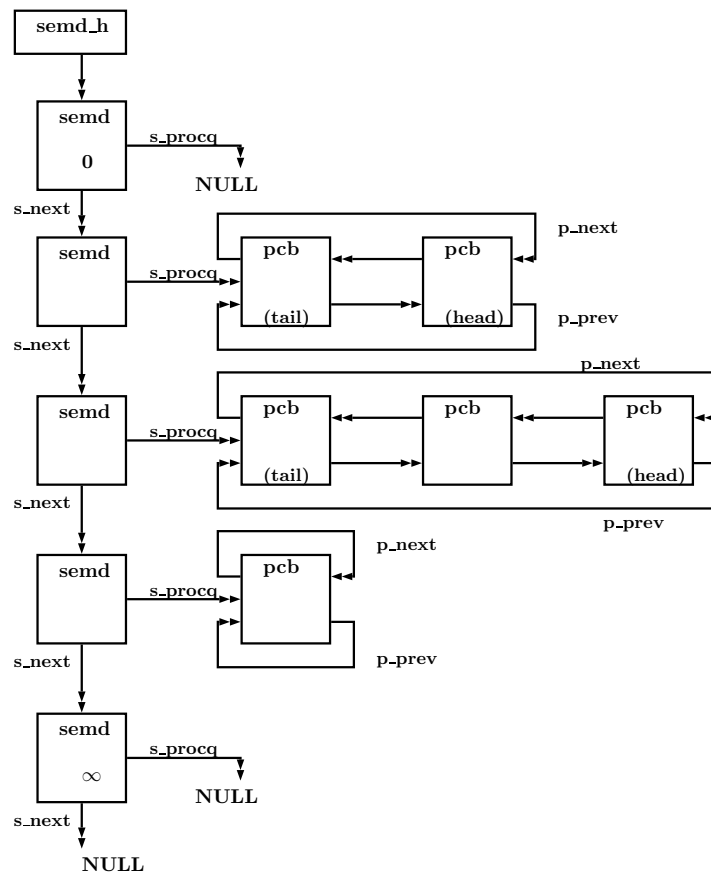 semd_h
semd
s_procq
0
NULL
s_next
p_next
semd
pcb
pcb
s_procq
(tail)
(head)
p_prev
s_next
p_next
semd
pcb
pcb
pcb
s_procq
(tail)
(head)
s_next
p_prev
p_next
semd
pcb
s_procq
p_prev
s_next
semd
s_procq
∞
NULL
s_next
NULL